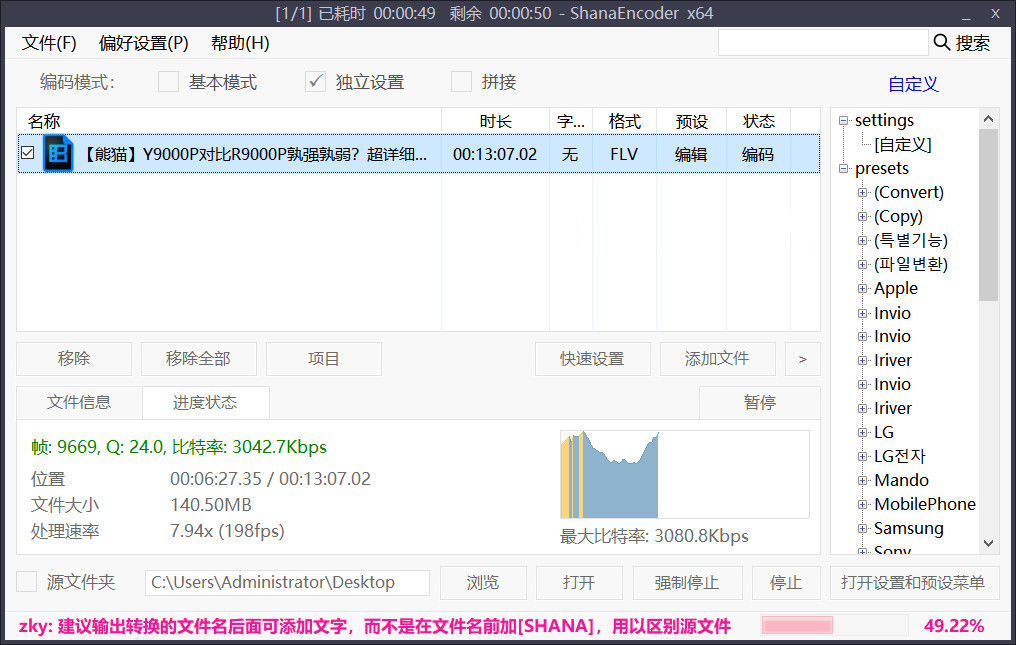 [1/1] 已耗时 00:00:49 剩余 00:00:50 - ShanaEncoder x64
_ X
文件(F) 偏好设置(P) 帮助(H)
搜索
编码模式: 基本模式 独立设置 拼接
自定义
名称 时长 字... 格式 预设 状态
【熊猫】Y9000P对比R9000P孰强孰弱？超详细... 00:13:07.02 无 FLV 编辑 编码
settings
[自定义]
presets
(Convert)
(Copy)
(특별기능)
(파일변환)
Apple
Invio
Invio
Iriver
Invio
Iriver
LG
LG전자
Mando
MobilePhone
Samsung
Sony
移除 移除全部 项目 快速设置 添加文件 >
文件信息 进度状态 暂停
帧: 9669, Q: 24.0, 比特率: 3042.7Kbps
位置 00:06:27.35 / 00:13:07.02
文件大小 140.50MB
处理速率 7.94x (198fps)
最大比特率: 3080.8Kbps
源文件夹 C:\Users\Administrator\Desktop 浏览 打开 强制停止 停止 打开设置和预设菜单
zky: 建议输出转换的文件名后面可添加文字，而不是在文件名前加[SHANA]，用以区别源文件 49.22%